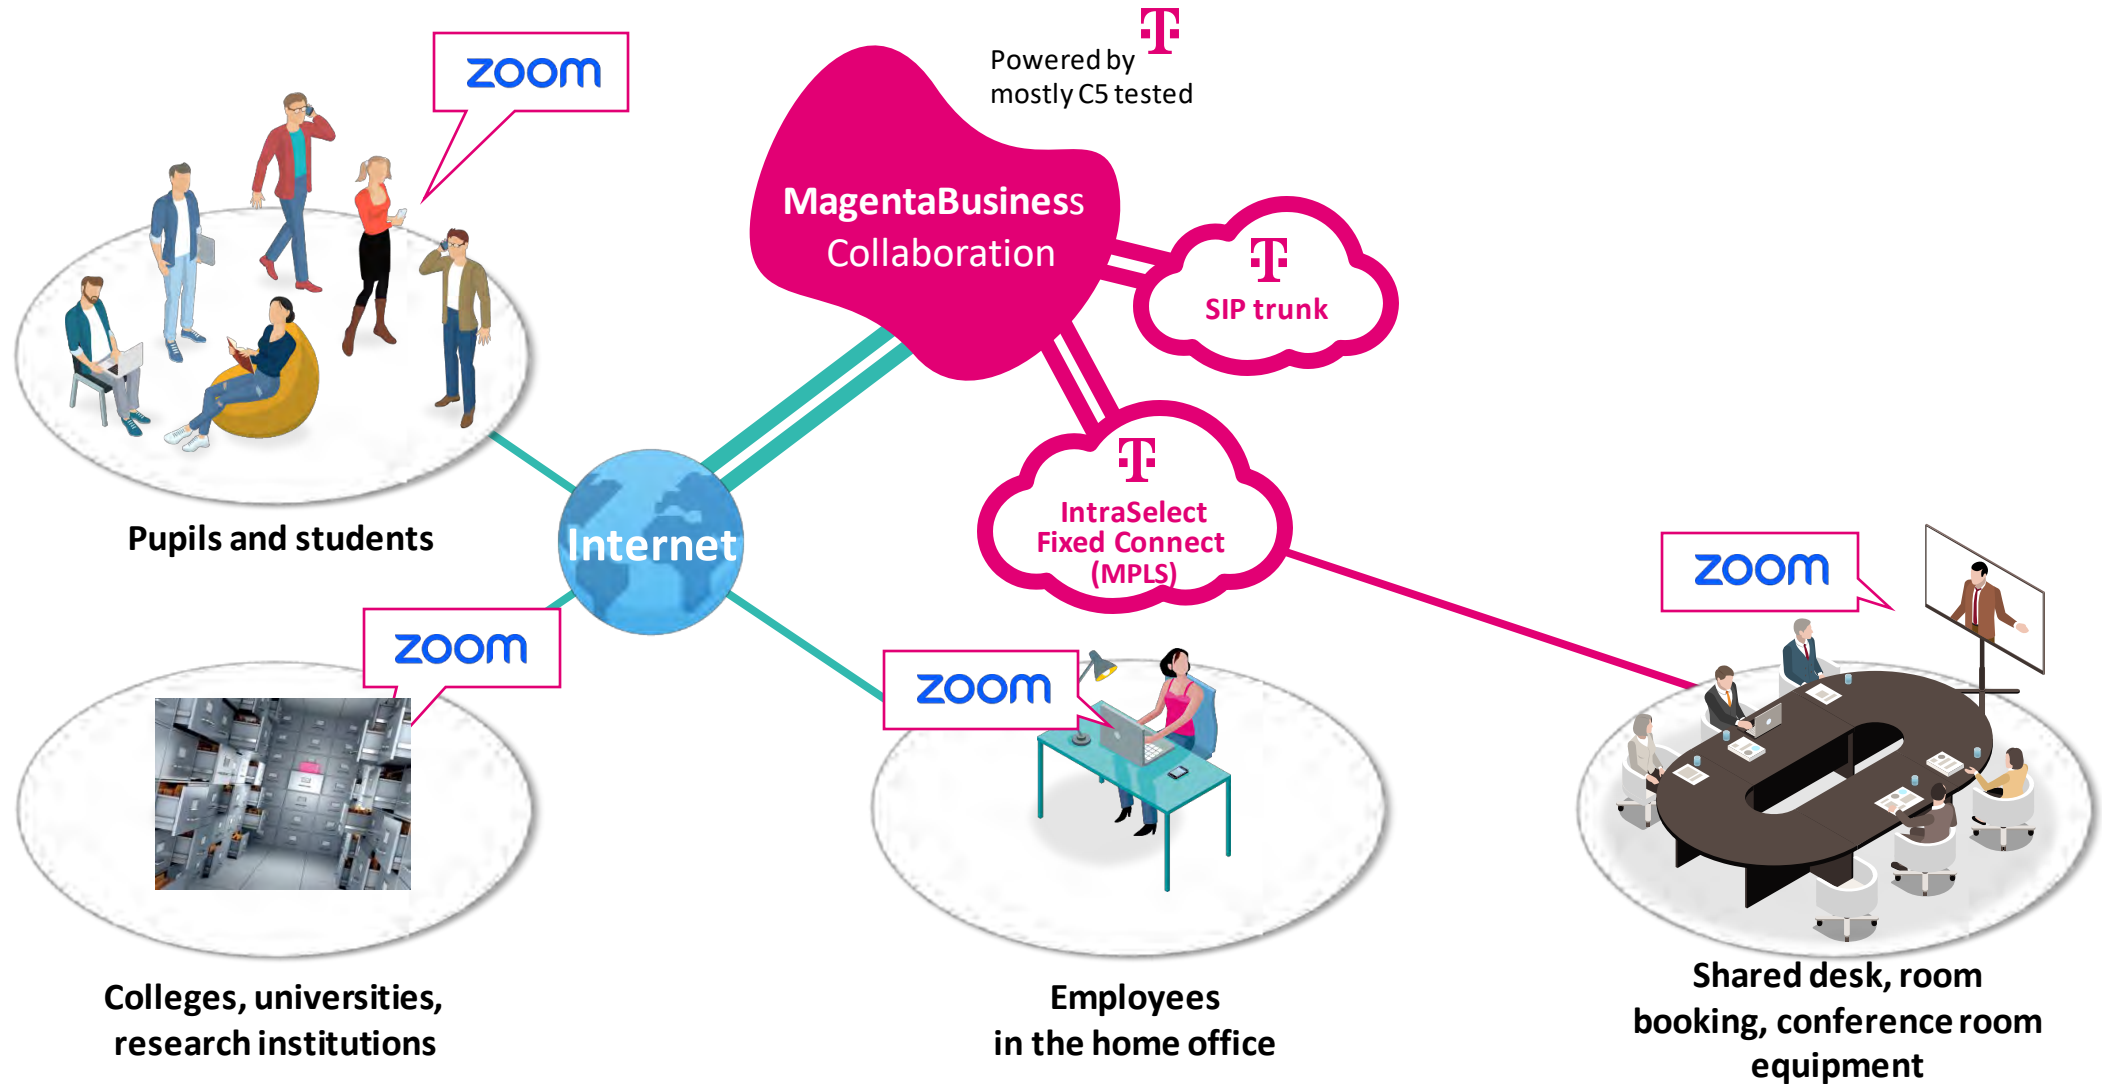 zoom
Powered by
mostly C5 tested
MagentaBusiness
Collaboration
SIP trunk
IntraSelect
Fixed Connect
(MPLS)
Pupils and students
Internet
zoom
zoom
zoom
Colleges, universities,
research institutions
Employees
in the home office
Shared desk, room
booking, conference room
equipment